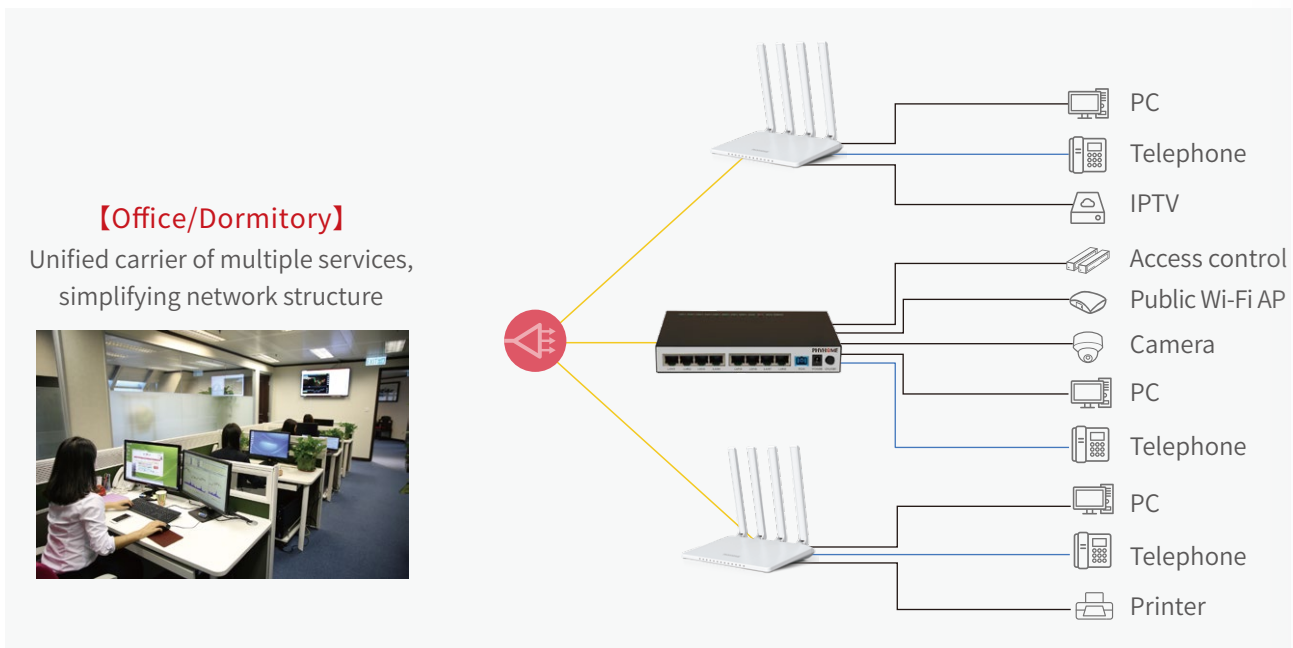 【Office/Dormitory】
Unified carrier of multiple services,
simplifying network structure
PC
Telephone
IPTV
Access control
Public Wi-Fi AP
Camera
PC
Telephone
PC
Telephone
Printer